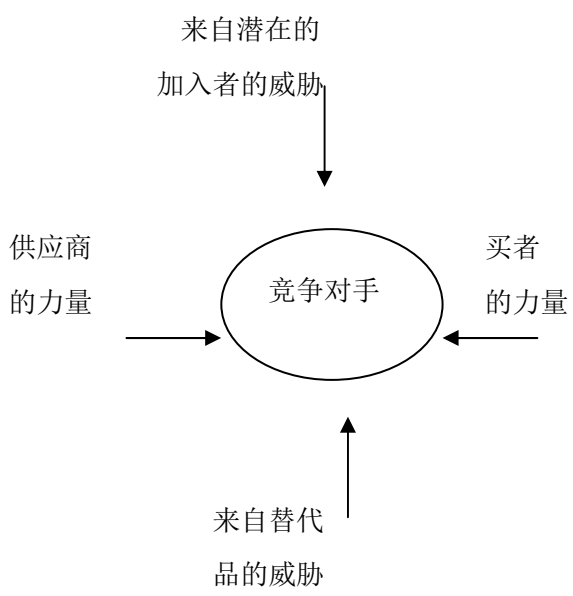 来自潜在的
加入者的威胁
供应商
的力量
竞争对手
买者
的力量
来自替代
品的威胁